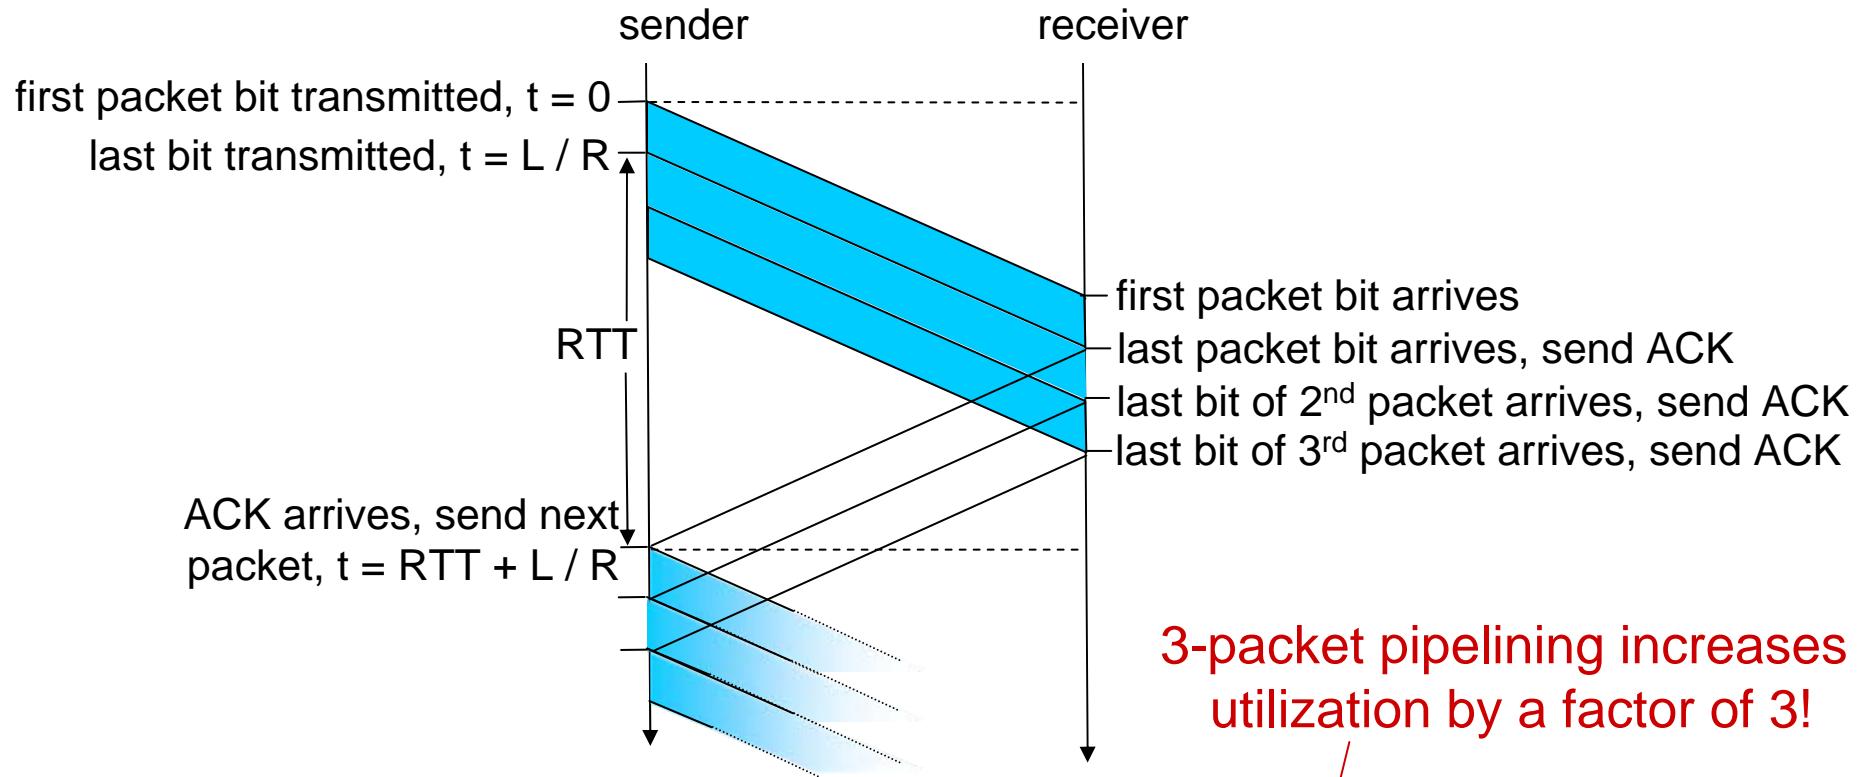 sender
receiver
first packet bit transmitted, t = 0
last bit transmitted, t = L / R
RTT
first packet bit arrives
last packet bit arrives, send ACK
last bit of 2nd packet arrives, send ACK
last bit of 3rd packet arrives, send ACK
ACK arrives, send next
packet, t = RTT + L / R
3-packet pipelining increases
utilization by a factor of 3!